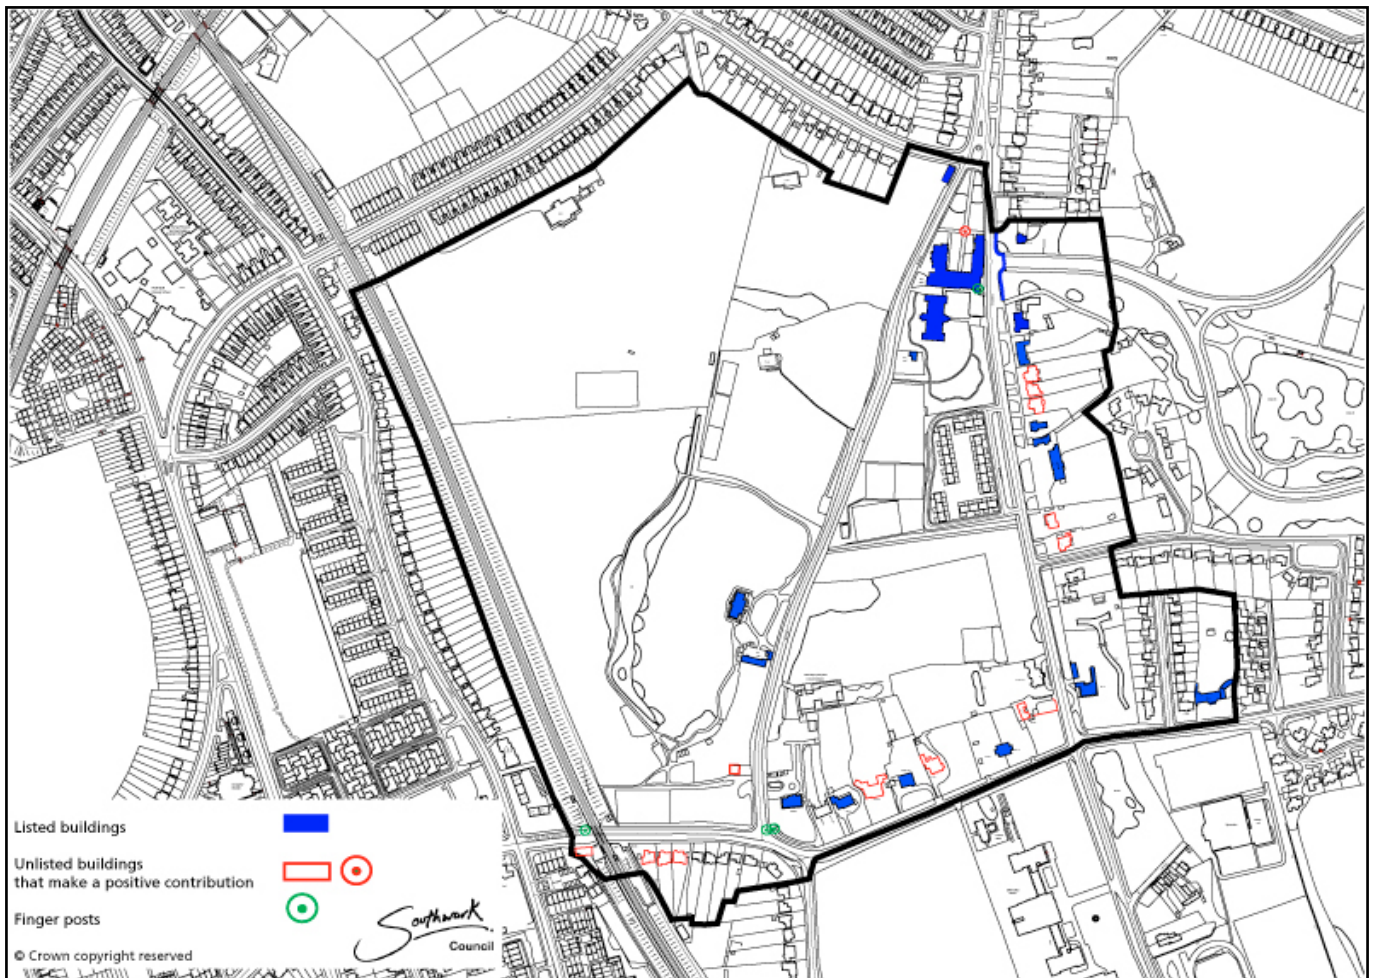 Listed buildings
Unlisted buildings
that make a positive contribution
Finger posts
Southwark
Council
© Crown copyright reserved